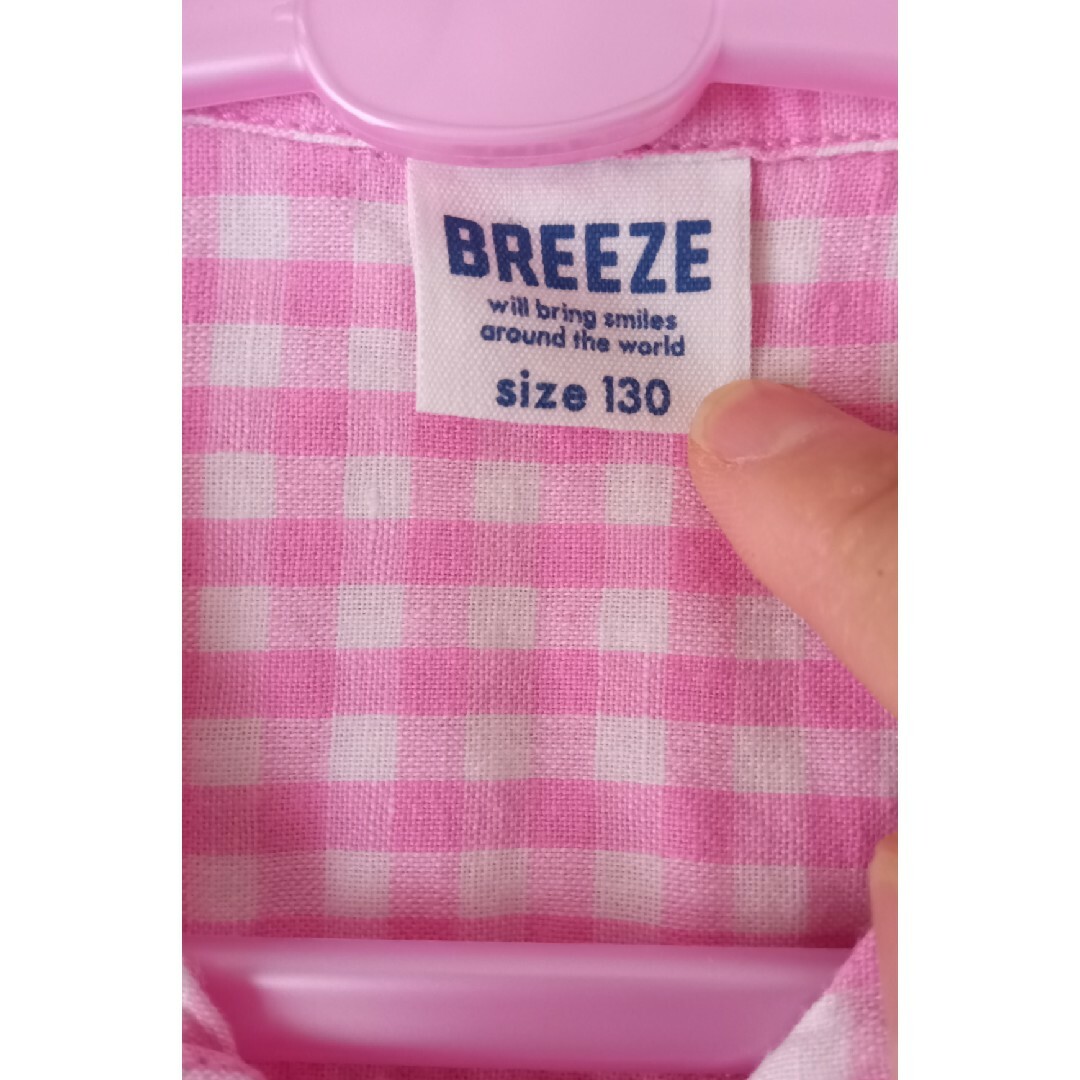 BREEZE
will bring smiles
around the world
size 130